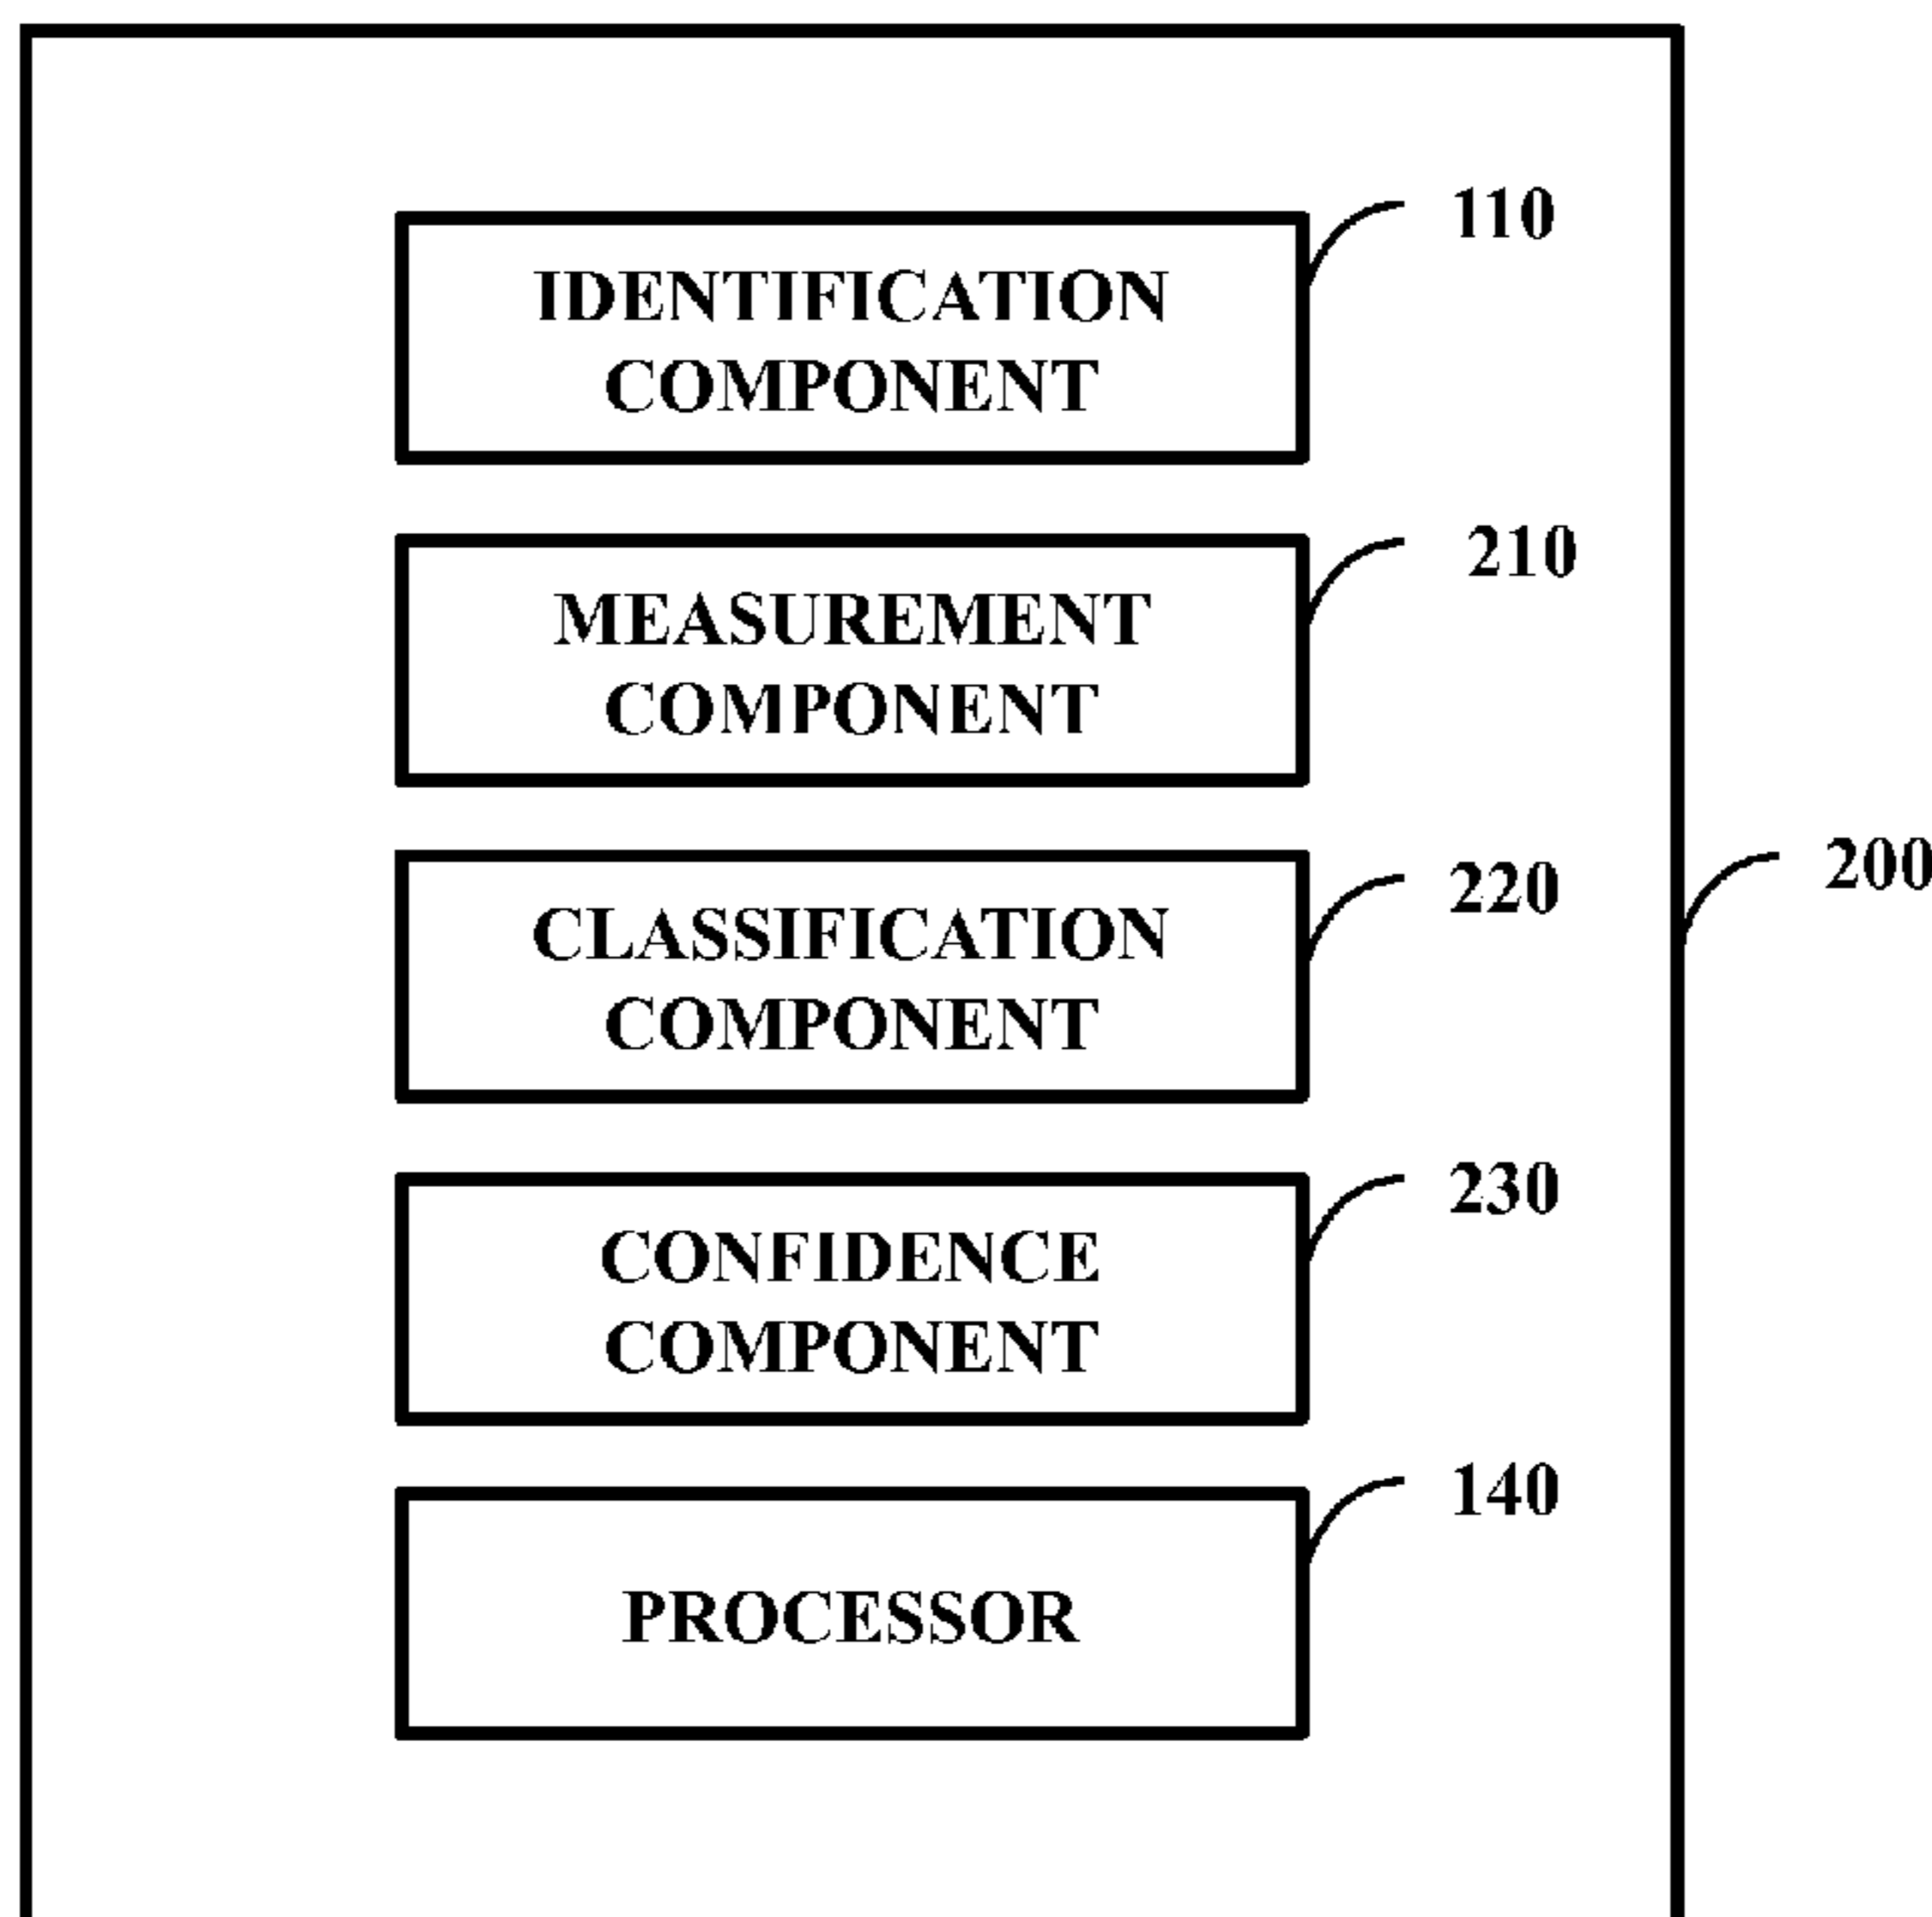 110
IDENTIFICATION
COMPONENT
210
MEASUREMENT
COMPONENT
200
220
CLASSIFICATION
COMPONENT
230
CONFIDENCE
COMPONENT
140
PROCESSOR